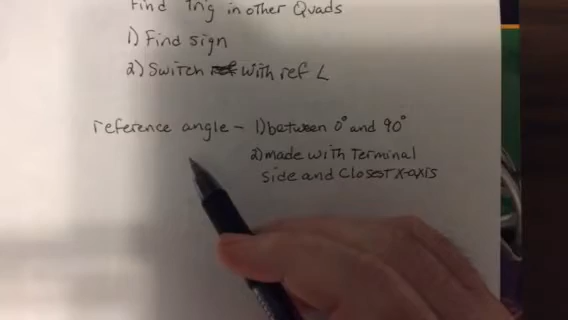 Find Trig in other Quads
1) Find sign
2) Switch with ref ∠
reference angle - 1) between 0° and 90°
2) made with Terminal
side and Closest x-axis